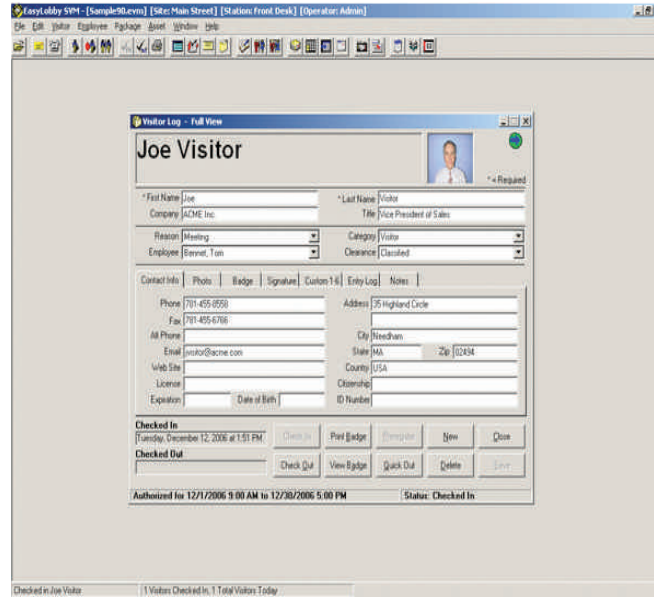 EasyLobby SVM - [Sample90.evm] [Site: Main Street] [Station: Front Desk] [Operator: Admin]
File Edit Visitor Employee Package Asset Window Help
Visitor Log - Full View
Joe Visitor
* = Required
* First Name Joe * Last Name Visitor
Company ACME Inc. Title Vice President of Sales
Reason Meeting Category Visitor
Employee Bennet, Tom Clearance Classified
Contact Info Photo Badge Signature Custom 1-6 Entry Log Notes
Phone 781-455-8558 Address 35 Highland Circle
Fax 781-455-6766
Alt Phone City Needham
Email jvisitor@acme.com State MA Zip 02494
Web Site Country USA
License Citizenship
Expiration Date of Birth ID Number
Checked In
Tuesday, December 12, 2006 at 1:51 PM Check In Print Badge Preregister New Close
Checked Out
Check Out View Badge Quick Out Delete Save
Authorized for 12/1/2006 9:00 AM to 12/30/2006 5:00 PM Status: Checked In
Checked in Joe Visitor 1 Visitors Checked In, 1 Total Visitors Today